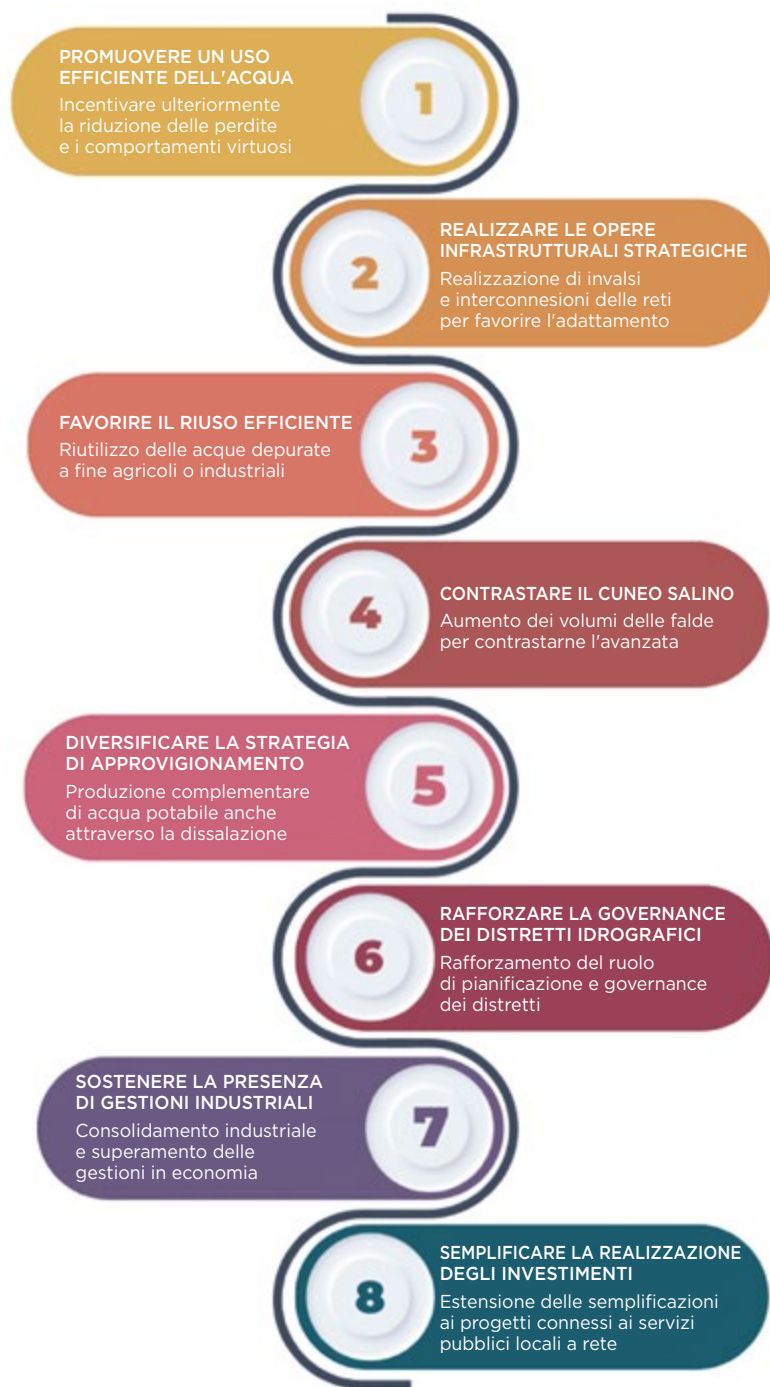 PROMUOVERE UN USO
EFFICIENTE DELL'ACQUA
Incentivare ulteriormente
la riduzione delle perdite
e i comportamenti virtuosi
1
REALIZZARE LE OPERE
INFRASTRUTTURALI STRATEGICHE
Realizzazione di invalsi
e interconnesioni delle reti
per favorire l'adattamento
2
FAVORIRE IL RIUSO EFFICIENTE
Riutilizzo delle acque depurate
a fine agricoli o industriali
3
CONTRASTARE IL CUNEO SALINO
Aumento dei volumi delle falde
per contrastarne l'avanzata
4
DIVERSIFICARE LA STRATEGIA
DI APPROVIGIONAMENTO
Produzione complementare
di acqua potabile anche
attraverso la dissalazione
5
RAFFORZARE LA GOVERNANCE
DEI DISTRETTI IDROGRAFICI
Rafforzamento del ruolo
di pianificazione e governance
dei distretti
6
SOSTENERE LA PRESENZA
DI GESTIONI INDUSTRIALI
Consolidamento industriale
e superamento delle
gestioni in economia
7
SEMPLIFICARE LA REALIZZAZIONE
DEGLI INVESTIMENTI
Estensione delle semplificazioni
ai progetti connessi ai servizi
pubblici locali a rete
8